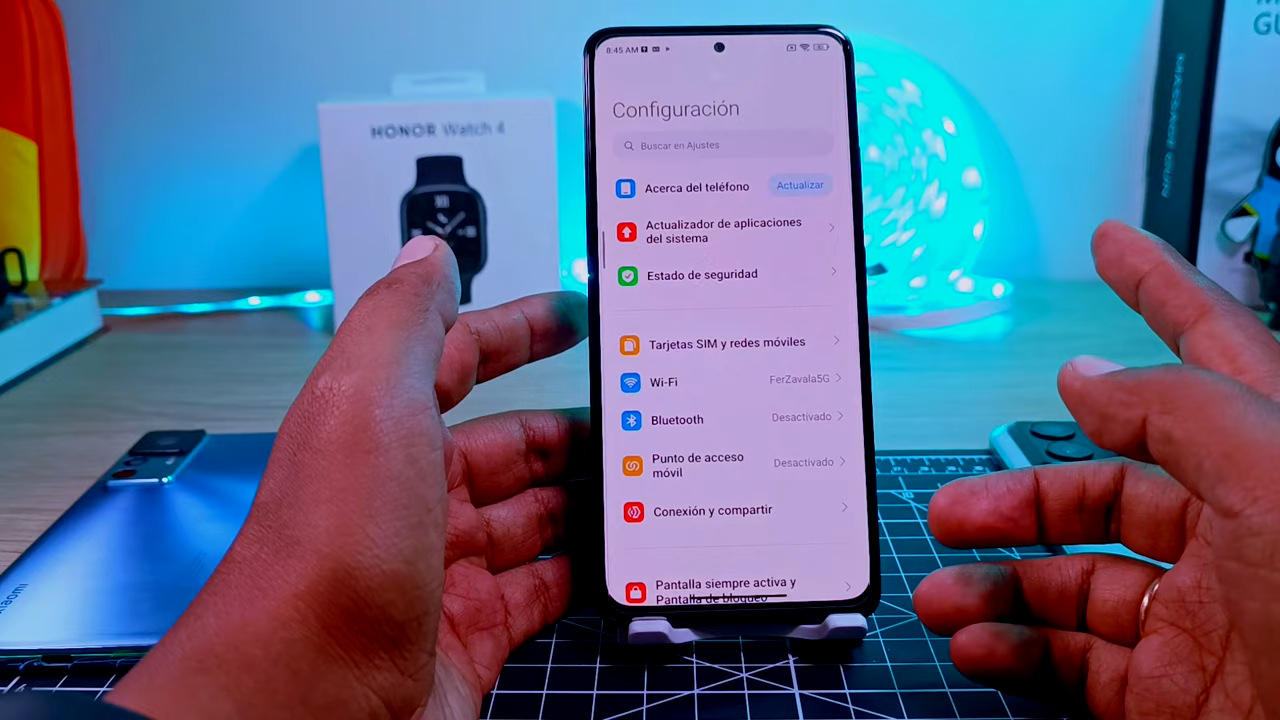 8:45 AM
Configuración
Buscar en Ajustes
Acerca del teléfono
Actualizar
Actualizador de aplicaciones
del sistema
Estado de seguridad
Tarjetas SIM y redes móviles
Wi-Fi
FerZavala5G
Bluetooth
Desactivado
Punto de acceso
móvil
Desactivado
Conexión y compartir
Pantalla siempre activa y
Pantalla de bloqueo
HONOR Watch 4
xiaomi